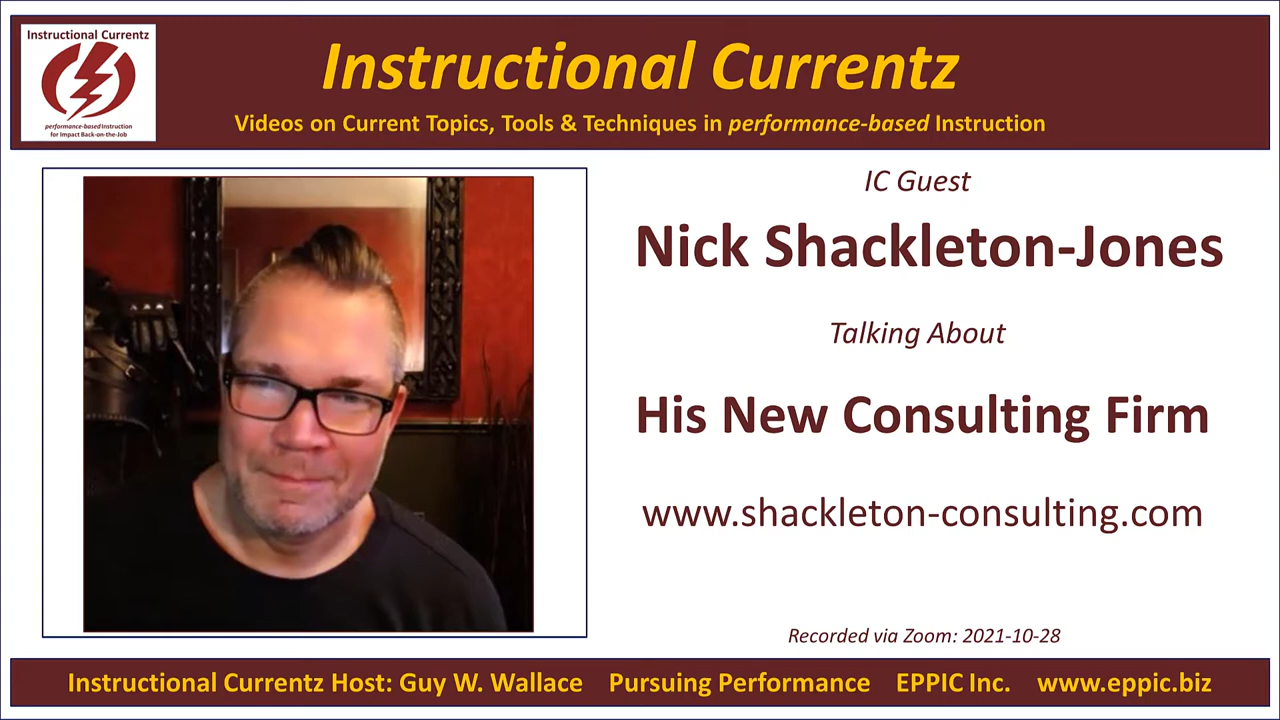 Instructional Currentz
performance-based Instruction
for Impact Back-on-the-Job
Instructional Currentz
Videos on Current Topics, Tools & Techniques in performance-based Instruction
IC Guest
Nick Shackleton-Jones
Talking About
His New Consulting Firm
www.shackleton-consulting.com
Recorded via Zoom: 2021-10-28
Instructional Currentz Host: Guy W. Wallace Pursuing Performance EPPIC Inc. www.eppic.biz